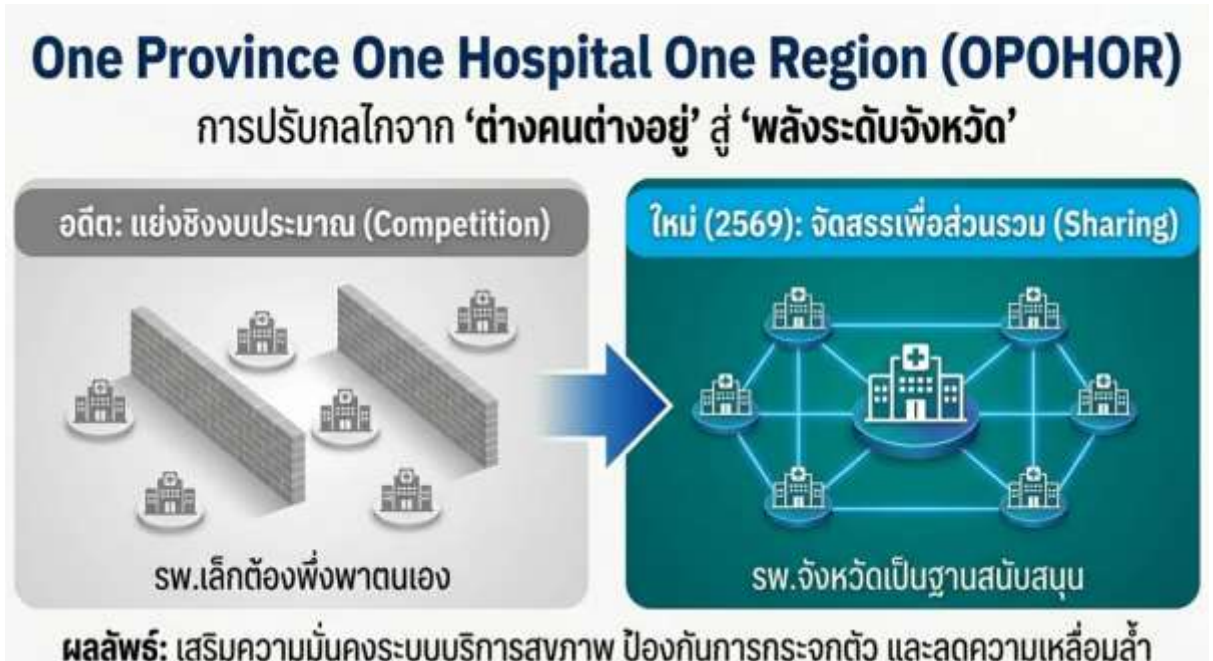 One Province One Hospital One Region (OPOHOR)
การปรับกลไกจาก ‘ต่างคนต่างอยู่’ สู่ ‘พลังระดับจังหวัด’
อดีต: แย่งชิงงบประมาณ (Competition)
รพ.เล็กต้องพึ่งพาตนเอง
ใหม่ (2569): จัดสรรเพื่อส่วนรวม (Sharing)
รพ.จังหวัดเป็นฐานสนับสนุน
ผลลัพธ์: เสริมความมั่นคงระบบบริการสุขภาพ ป้องกันการกระจุกตัว และลดความเหลื่อมล้ำ